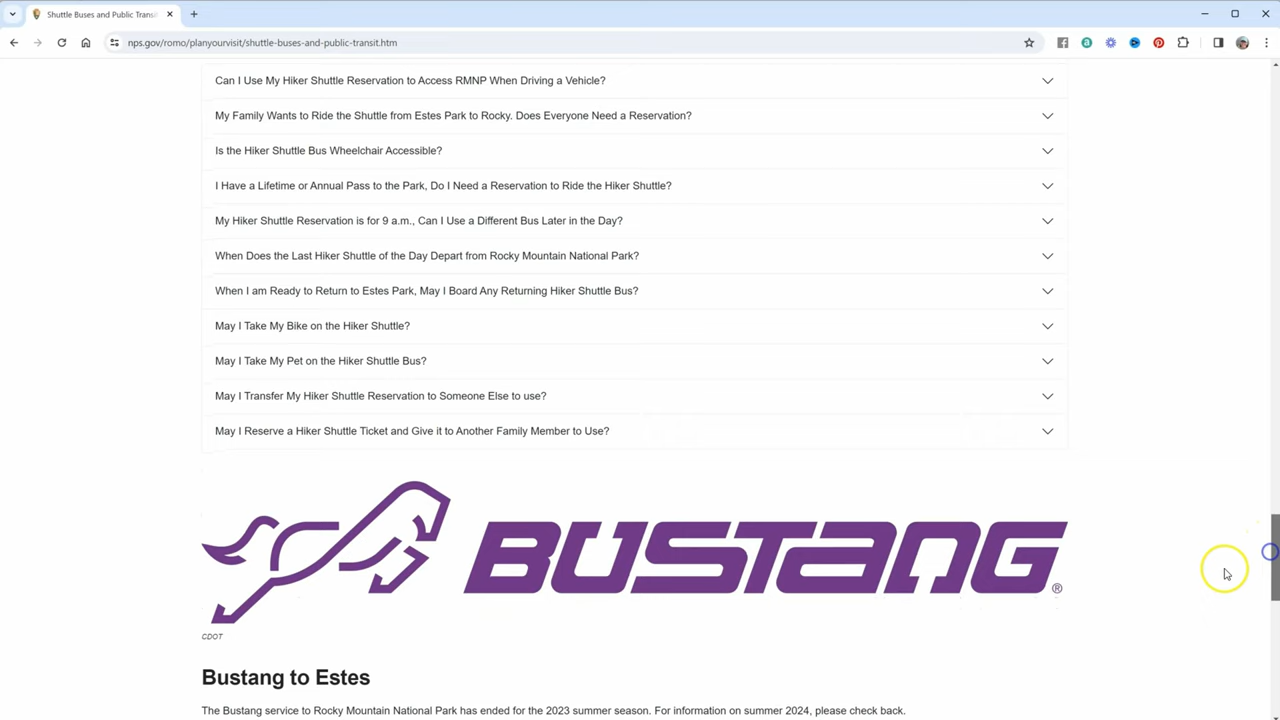 Shuttle Buses and Public Transi
nps.gov/romo/planyourvisit/shuttle-buses-and-public-transit.htm
Can I Use My Hiker Shuttle Reservation to Access RMNP When Driving a Vehicle?
My Family Wants to Ride the Shuttle from Estes Park to Rocky. Does Everyone Need a Reservation?
Is the Hiker Shuttle Bus Wheelchair Accessible?
I Have a Lifetime or Annual Pass to the Park, Do I Need a Reservation to Ride the Hiker Shuttle?
My Hiker Shuttle Reservation is for 9 a.m., Can I Use a Different Bus Later in the Day?
When Does the Last Hiker Shuttle of the Day Depart from Rocky Mountain National Park?
When I am Ready to Return to Estes Park, May I Board Any Returning Hiker Shuttle Bus?
May I Take My Bike on the Hiker Shuttle?
May I Take My Pet on the Hiker Shuttle Bus?
May I Transfer My Hiker Shuttle Reservation to Someone Else to use?
May I Reserve a Hiker Shuttle Ticket and Give it to Another Family Member to Use?
BUSTANG®
CDOT
Bustang to Estes
The Bustang service to Rocky Mountain National Park has ended for the 2023 summer season. For information on summer 2024, please check back.